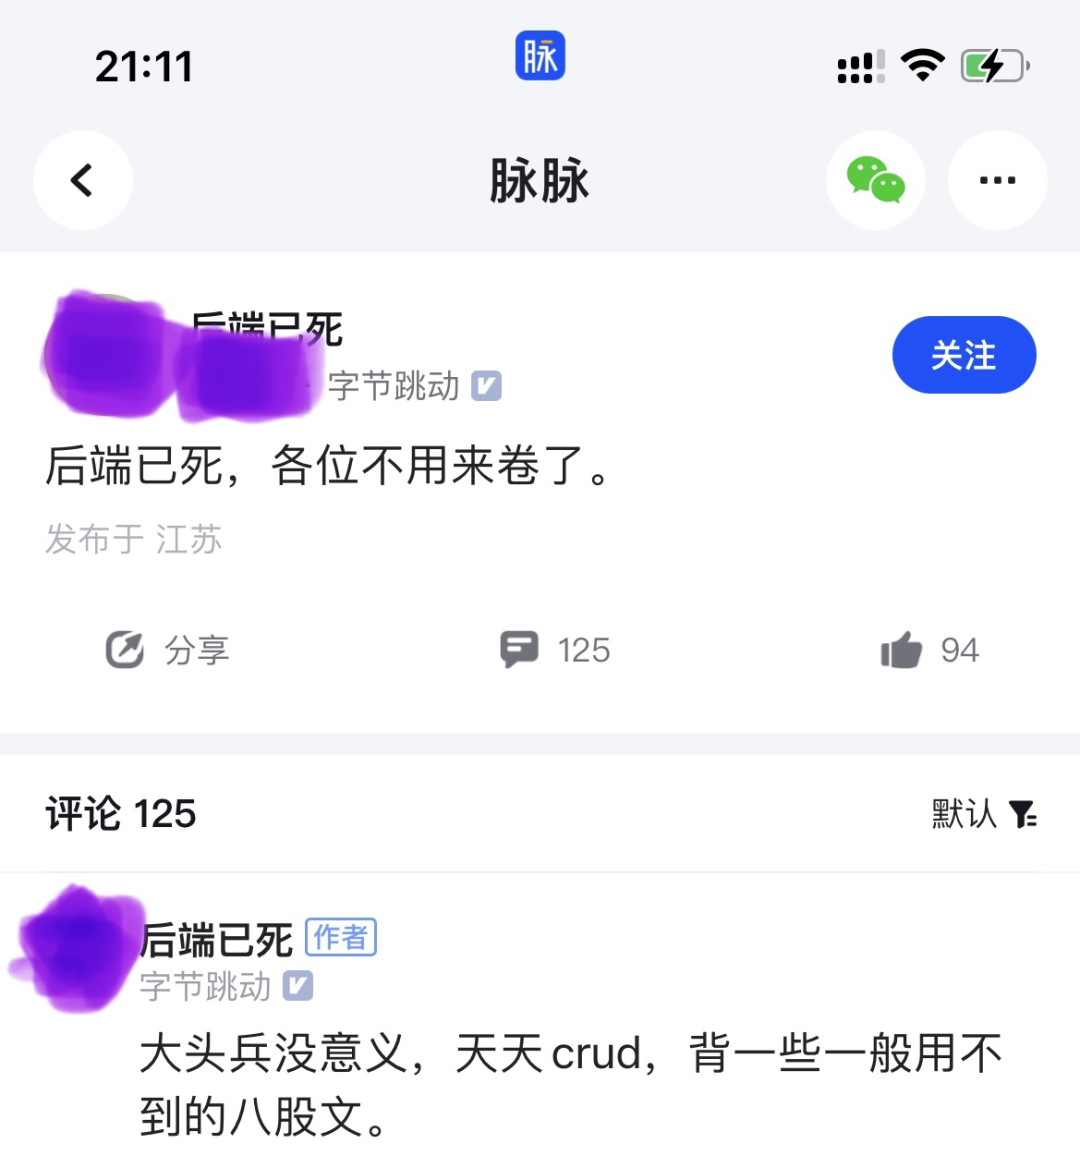 21:11
脉
脉脉
后端已死
字节跳动
关注
后端已死，各位不用来卷了。
发布于 江苏
分享
125
94
评论 125
默认
后端已死 作者
字节跳动
大头兵没意义，天天crud，背一些一般用不
到的八股文。